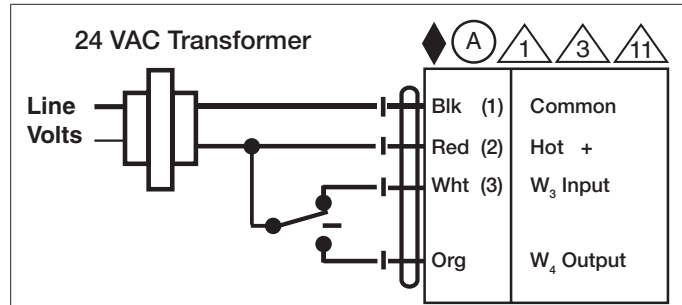 24 VAC Transformer
A 1 3 11
Line
Volts
Blk (1) Common
Red (2) Hot +
Wht (3) W₃ Input
Org W₄ Output